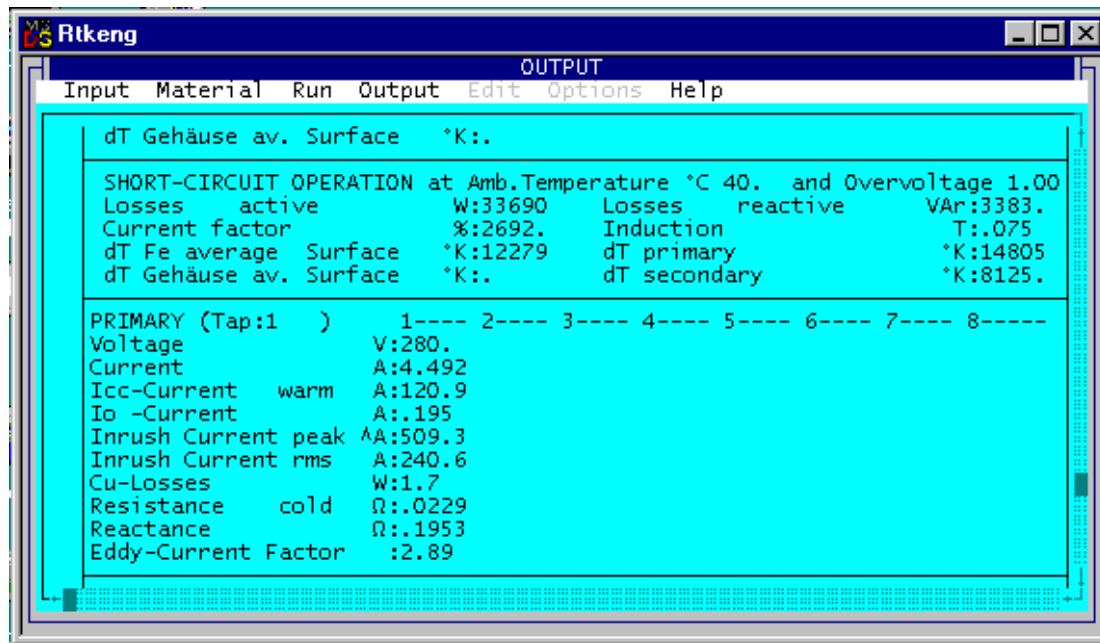 Rtkeng
OUTPUT
Input Material Run Output Edit Options Help
dT Gehäuse av. Surface °K:.
SHORT-CIRCUIT OPERATION at Amb.Temperature °C 40. and Overvoltage 1.00
Losses active W:33690 Losses reactive VAr:3383.
Current factor %:2692. Induction T:.075
dT Fe average Surface °K:12279 dT primary °K:14805
dT Gehäuse av. Surface °K:. dT secondary °K:8125.
PRIMARY (Tap:1 ) 1---- 2---- 3---- 4---- 5---- 6---- 7---- 8-----
Voltage V:280.
Current A:4.492
Icc-Current warm A:120.9
Io -Current A:.195
Inrush Current peak ^A:509.3
Inrush Current rms A:240.6
Cu-Losses W:1.7
Resistance cold Ω:.0229
Reactance Ω:.1953
Eddy-Current Factor :2.89